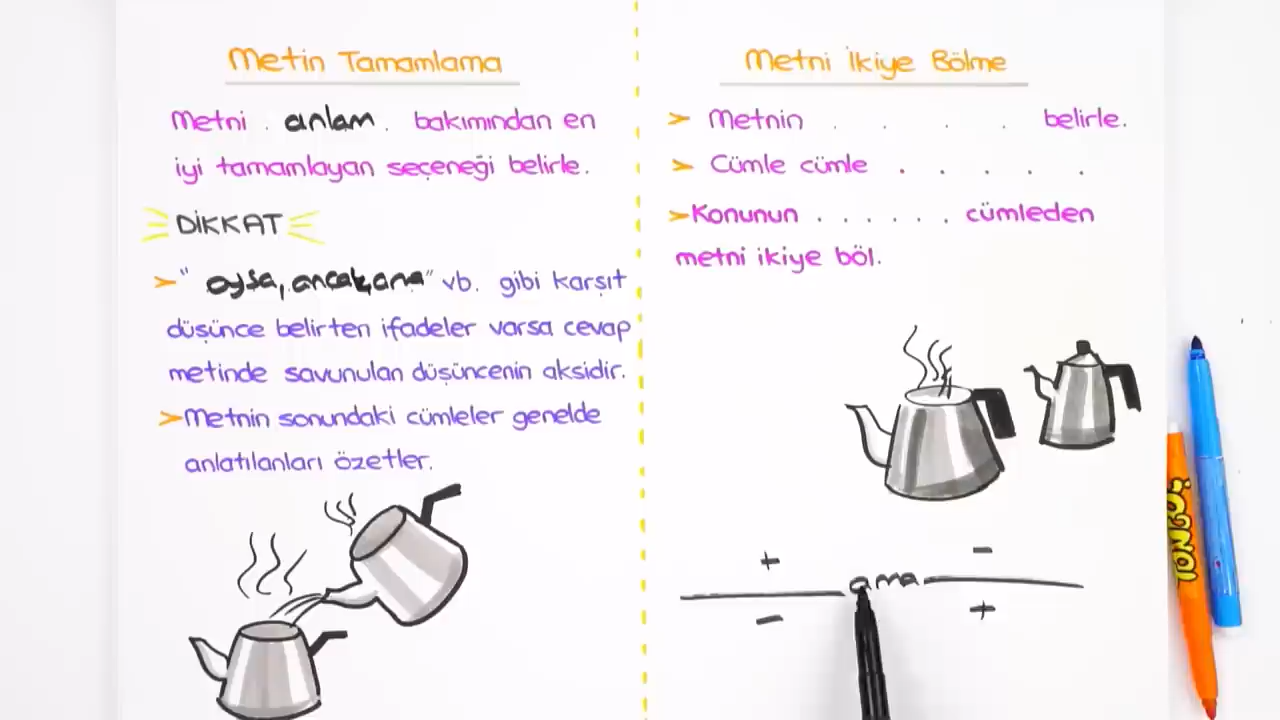 Metin Tamamlama
Metni . anlam . bakımından en
iyi tamamlayan seçeneği belirle.
DİKKAT
➤ " oysa, ancak, ama" vb. gibi karşıt
düşünce belirten ifadeler varsa cevap
metinde savunulan düşüncenin aksidir.
➤ Metnin sonundaki cümleler genelde
anlatılanları özetler.
Metni İkiye Bölme
➤ Metnin . . . . belirle.
➤ Cümle cümle . . . . .
➤ Konunun . . . . . . cümleden
metni ikiye böl.
+ -
ama
- +